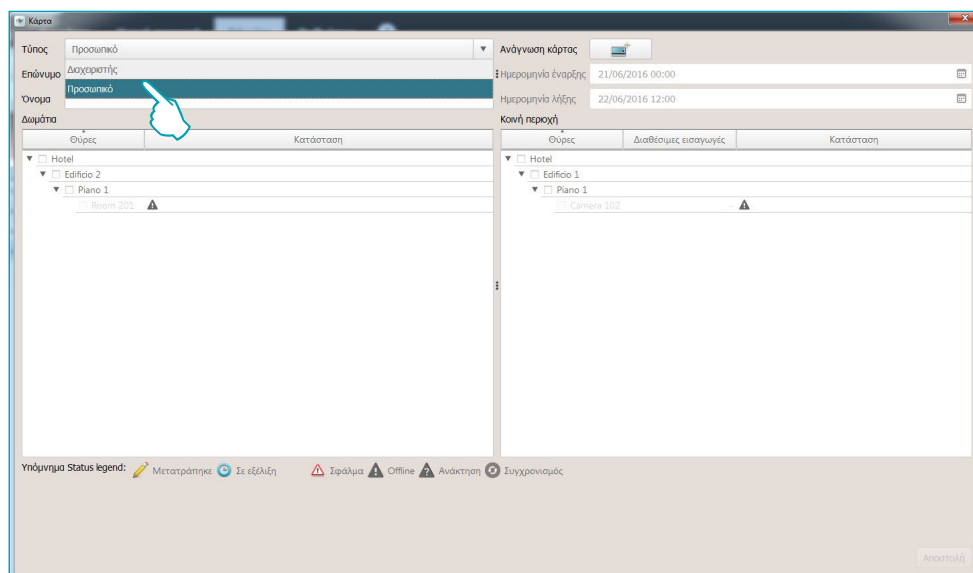 Κάρτα
Τύπος Προσωπικό Ανάγνωση κάρτας
Επώνυμο Διαχειριστής Ημερομηνία έναρξης 21/06/2016 00:00
Προσωπικό
Όνομα Ημερομηνία λήξης 22/06/2016 12:00
Δωμάτια Κοινή περιοχή
Θύρες Κατάσταση Θύρες Διαθέσιμες εισαγωγές Κατάσταση
Hotel Hotel
Edificio 2 Edificio 1
Piano 1 Piano 1
Room 201 Camera 102 -
Υπόμνημα Status legend: Μετατράπηκε Σε εξέλιξη Σφάλμα Offline Ανάκτηση Συγχρονισμός
Αποστολή